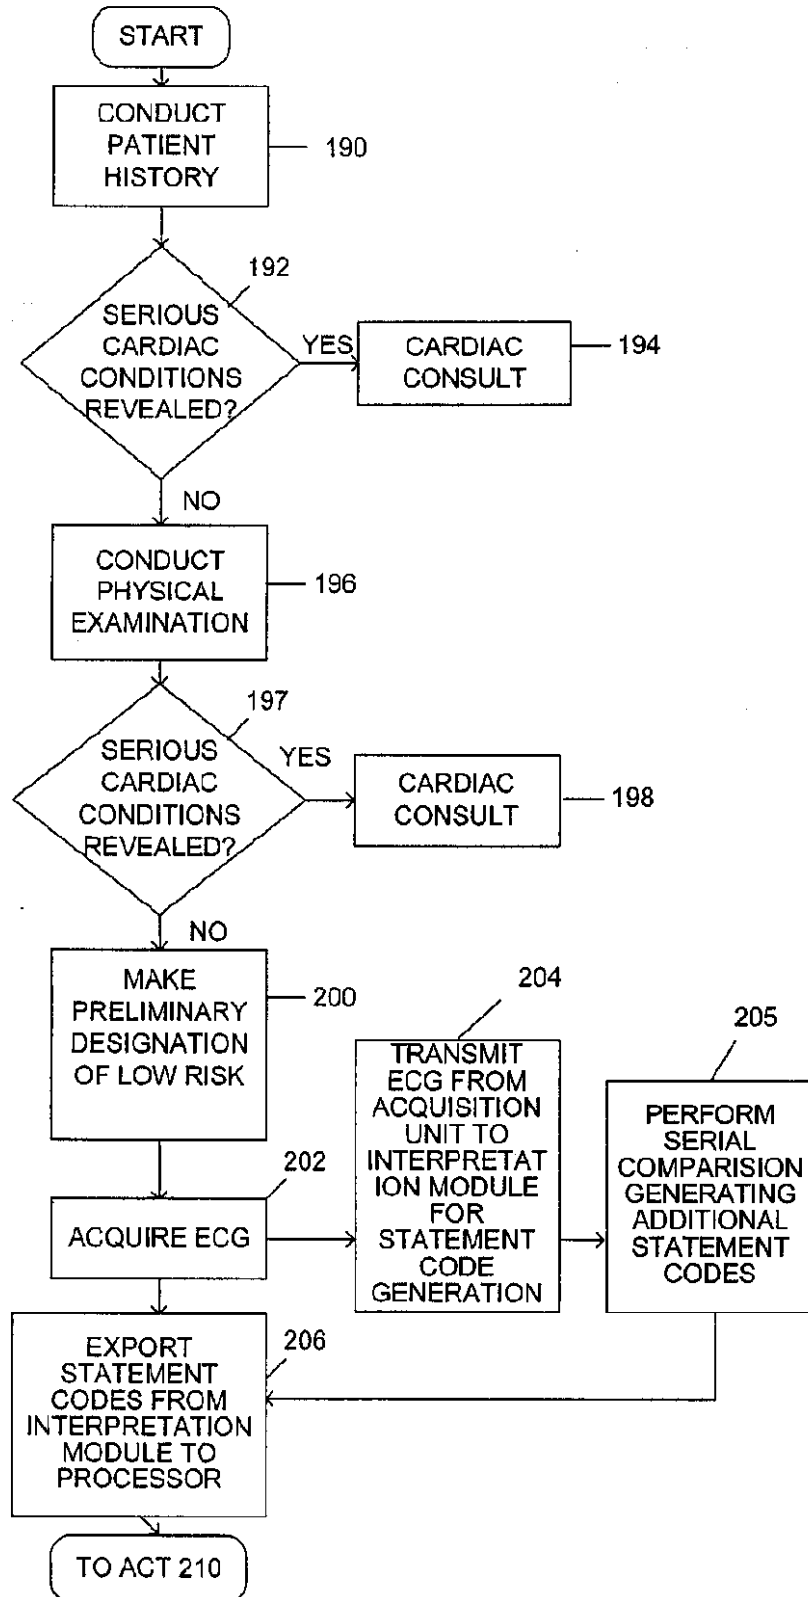 START
CONDUCT
PATIENT
HISTORY
190
192
SERIOUS
CARDIAC
CONDITIONS
REVEALED?
YES
CARDIAC
CONSULT
194
NO
CONDUCT
PHYSICAL
EXAMINATION
196
197
SERIOUS
CARDIAC
CONDITIONS
REVEALED?
YES
CARDIAC
CONSULT
198
NO
MAKE
PRELIMINARY
DESIGNATION
OF LOW RISK
200
202
ACQUIRE ECG
204
TRANSMIT
ECG FROM
ACQUISITION
UNIT TO
INTERPRETAT
ION MODULE
FOR
STATEMENT
CODE
GENERATION
205
PERFORM
SERIAL
COMPARISION
GENERATING
ADDITIONAL
STATEMENT
CODES
206
EXPORT
STATEMENT
CODES FROM
INTERPRETATION
MODULE TO
PROCESSOR
TO ACT 210